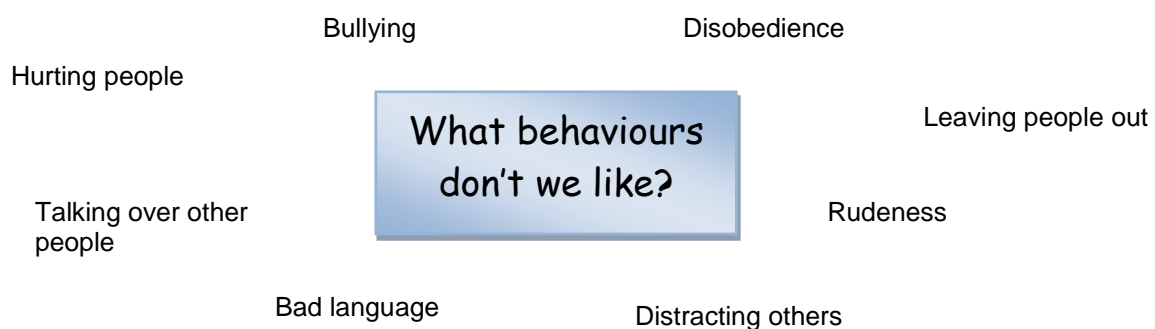 Bullying
Disobedience
Hurting people
Leaving people out
What behaviours
don't we like?
Talking over other
people
Rudeness
Bad language
Distracting others